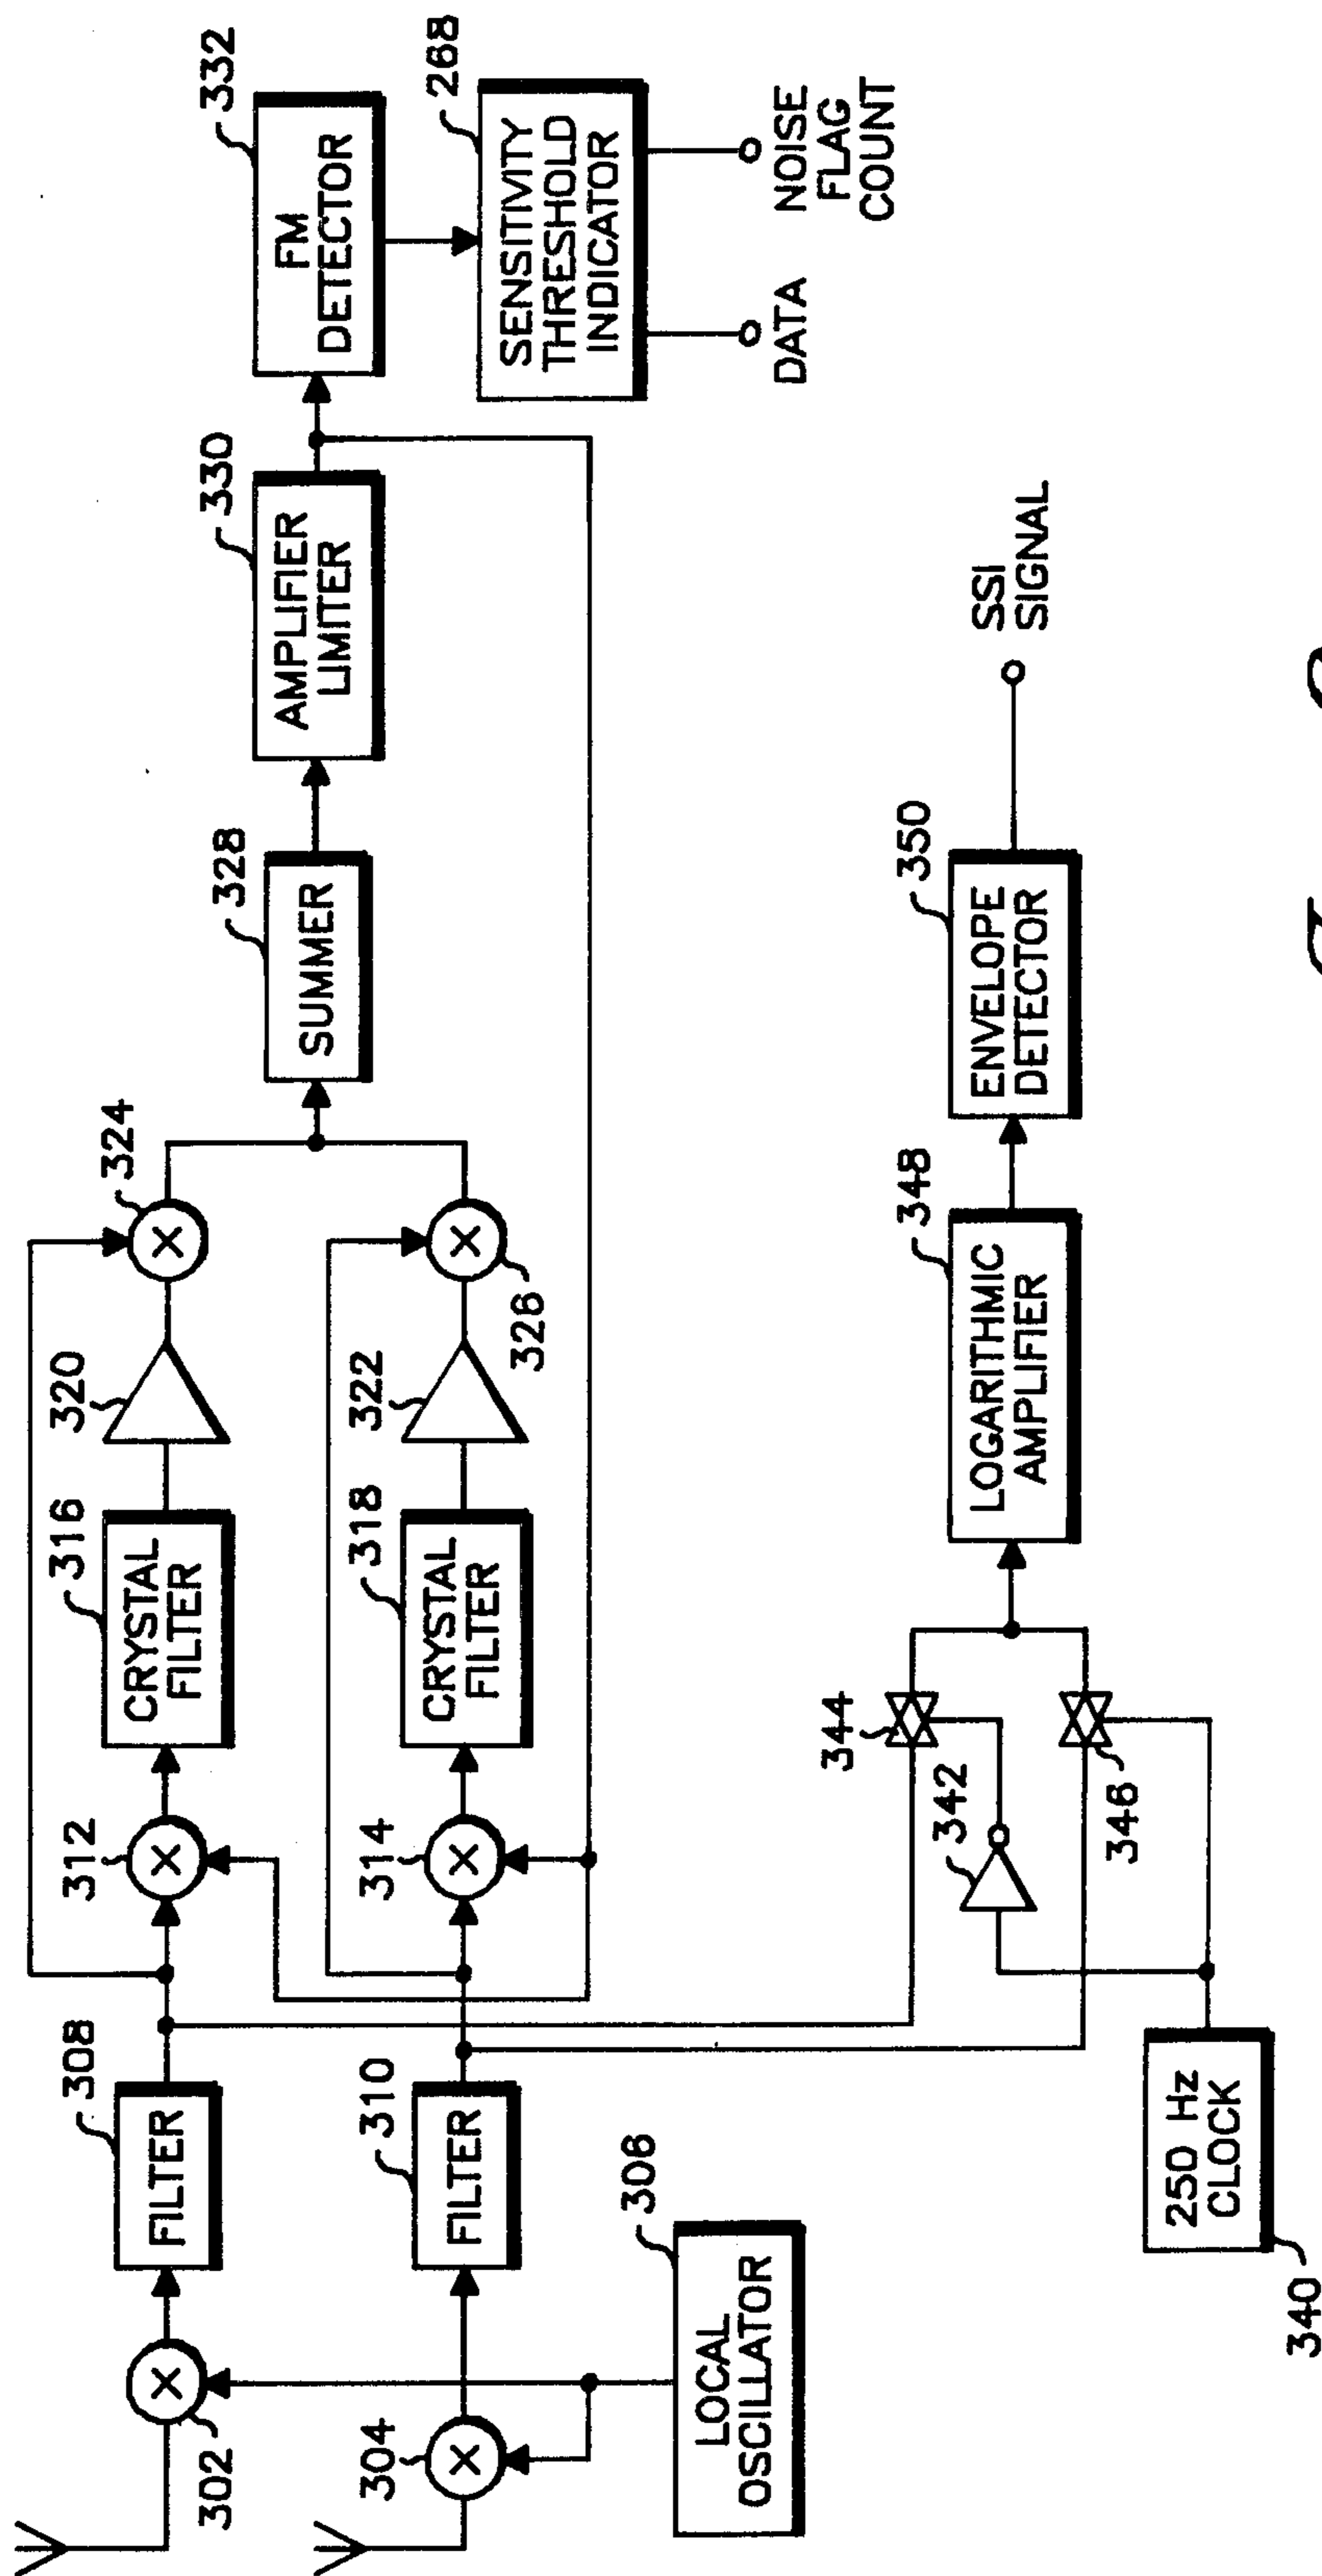 302
304
LOCAL
OSCILLATOR
306
FILTER
308
FILTER
310
312
314
CRYSTAL
FILTER
316
CRYSTAL
FILTER
318
320
322
324
326
SUMMER
328
AMPLIFIER
LIMITER
330
FM
DETECTOR
332
SENSITIVITY
THRESHOLD
INDICATOR
268
DATA
NOISE
FLAG
COUNT
250 Hz
CLOCK
340
342
344
346
LOGARITHMIC
AMPLIFIER
348
ENVELOPE
DETECTOR
350
SSI
SIGNAL